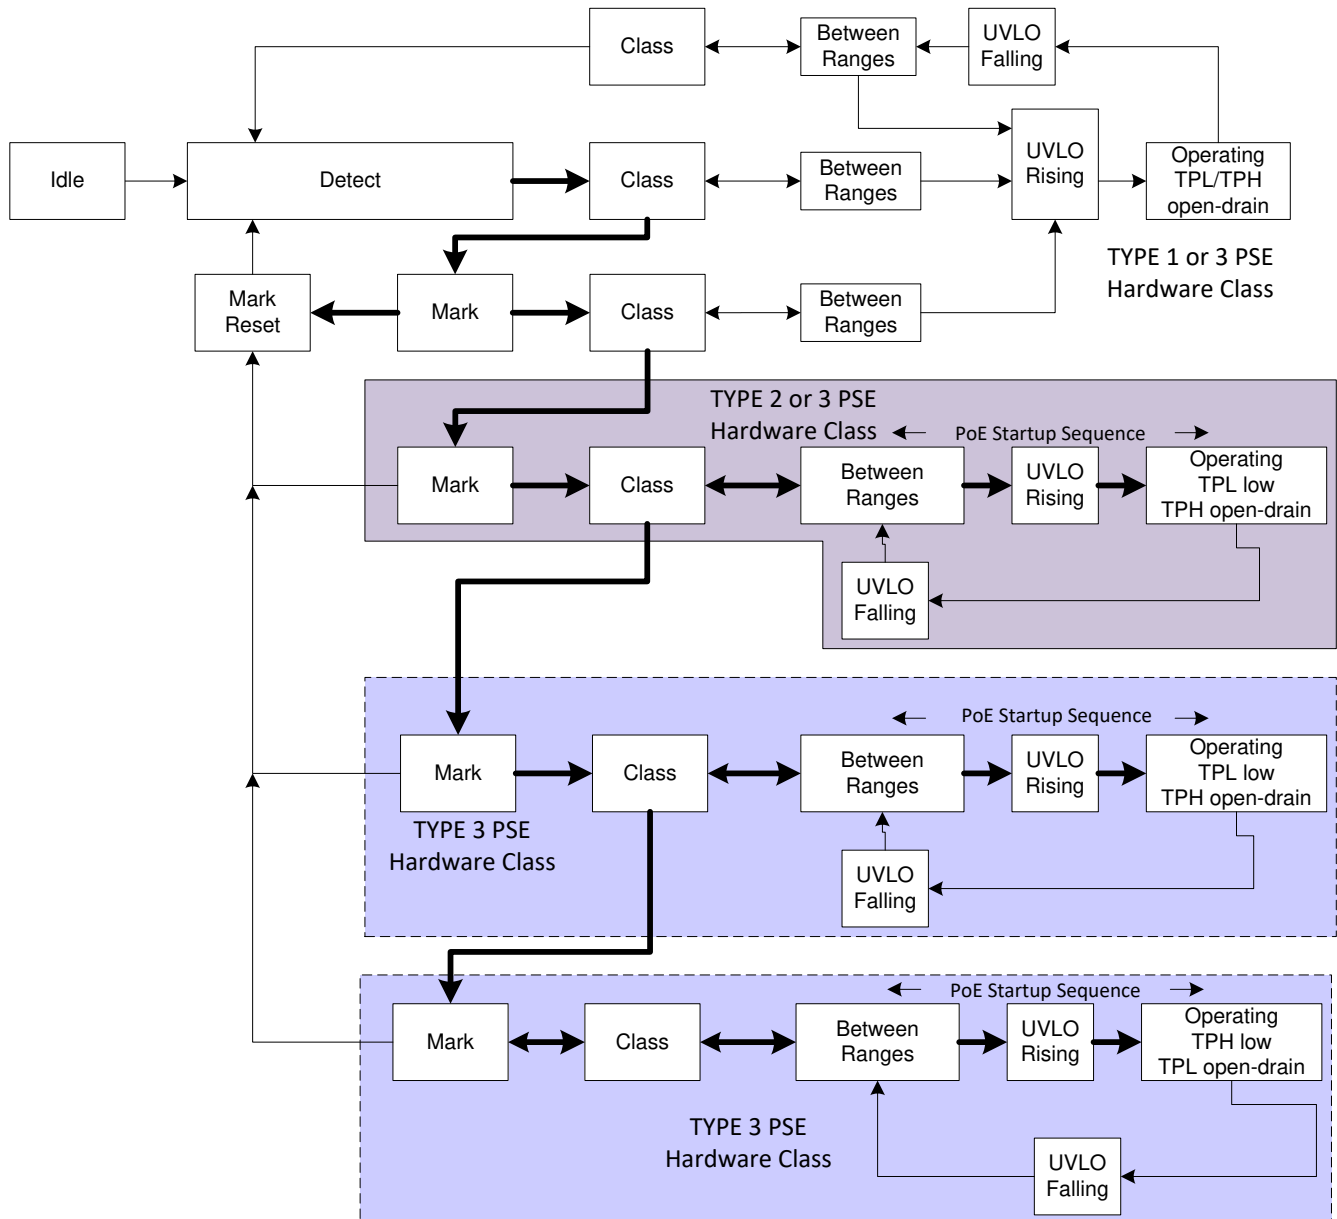 Class
Between
Ranges
UVLO
Falling
Idle
Detect
Class
Between
Ranges
UVLO
Rising
Operating
TPL/TPH
open-drain
TYPE 1 or 3 PSE
Hardware Class
Mark
Reset
Mark
Class
Between
Ranges
TYPE 2 or 3 PSE
Hardware Class
PoE Startup Sequence
Mark
Class
Between
Ranges
UVLO
Rising
Operating
TPL low
TPH open-drain
UVLO
Falling
PoE Startup Sequence
Mark
Class
Between
Ranges
UVLO
Rising
Operating
TPL low
TPH open-drain
TYPE 3 PSE
Hardware Class
UVLO
Falling
PoE Startup Sequence
Mark
Class
Between
Ranges
UVLO
Rising
Operating
TPH low
TPL open-drain
TYPE 3 PSE
Hardware Class
UVLO
Falling